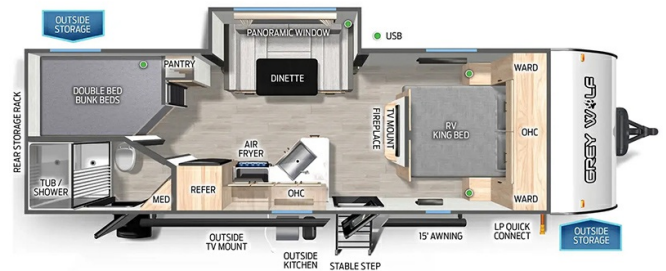 OUTSIDE
STORAGE
PANORAMIC WINDOW
USB
PANTRY
DINETTE
WARD
DOUBLE BED
BUNK BEDS
REAR STORAGE RACK
TV MOUNT
FIREPLACE
RV
KING BED
OHC
GREY WOLF
AIR
FRYER
TUB /
SHOWER
MED
REFER
OHC
WARD
OUTSIDE
TV MOUNT
OUTSIDE
KITCHEN
STABLE STEP
15' AWNING
LP QUICK
CONNECT
OUTSIDE
STORAGE